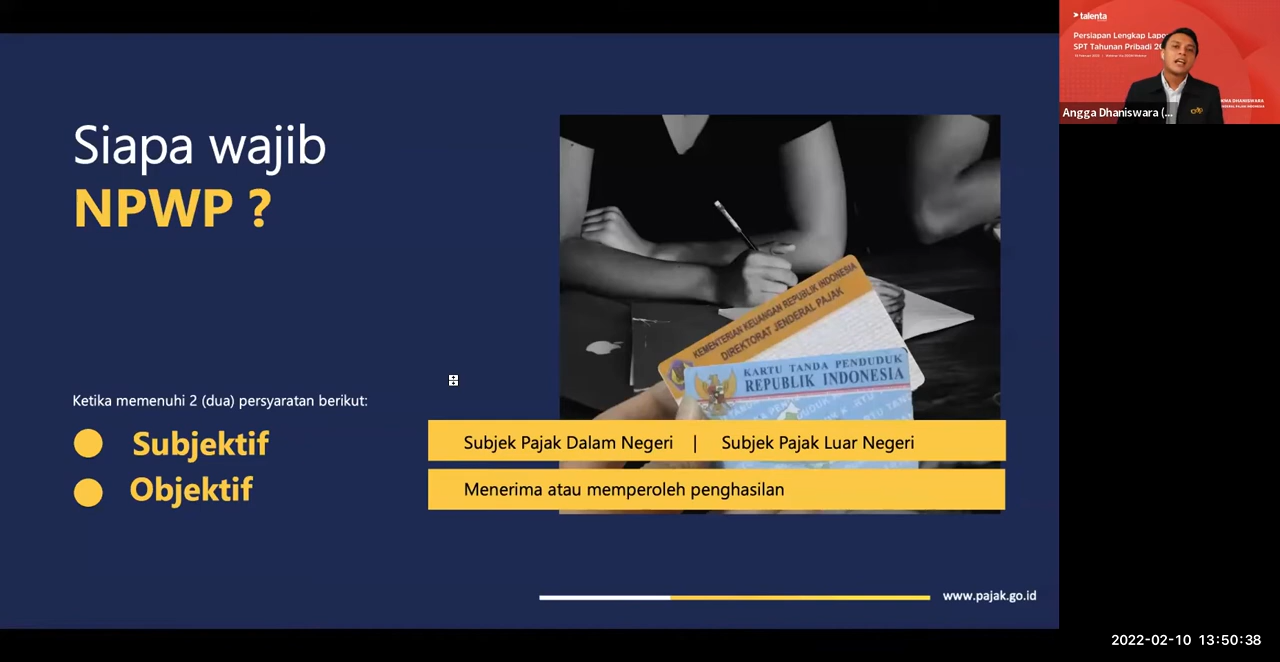 Siapa wajib
NPWP ?
Ketika memenuhi 2 (dua) persyaratan berikut:
Subjektif
Objektif
KEMENTERIAN KEUANGAN REPUBLIK INDONESIA
DIREKTORAT JENDERAL PAJAK
KARTU TANDA PENDUDUK
REPUBLIK INDONESIA
Subjek Pajak Dalam Negeri | Subjek Pajak Luar Negeri
Menerima atau memperoleh penghasilan
www.pajak.go.id
talenta
Persiapan Lengkap
SPT Tahunan Pribadi
Angga Dhaniswara (...
2022-02-10 13:50:38